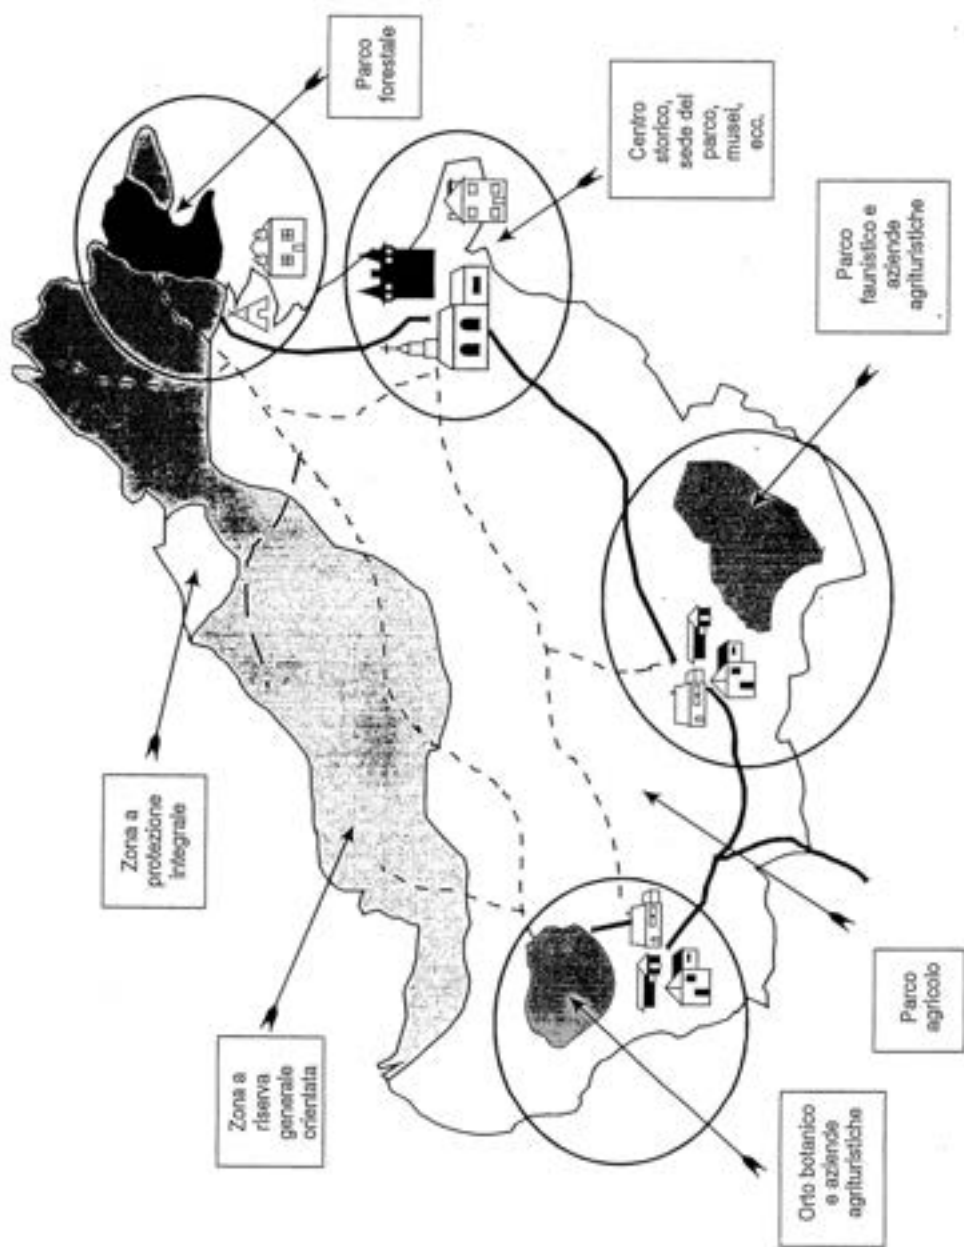 Zona a
riserva
generale
orientata
Zona a
protezione
integrale
Parco
forestale
Centro
storico,
sede del
parco,
musei,
ecc.
Parco
faunistico e
aziende
agrituristiche
Parco
agricolo
Orto botanico
e aziende
agrituristiche